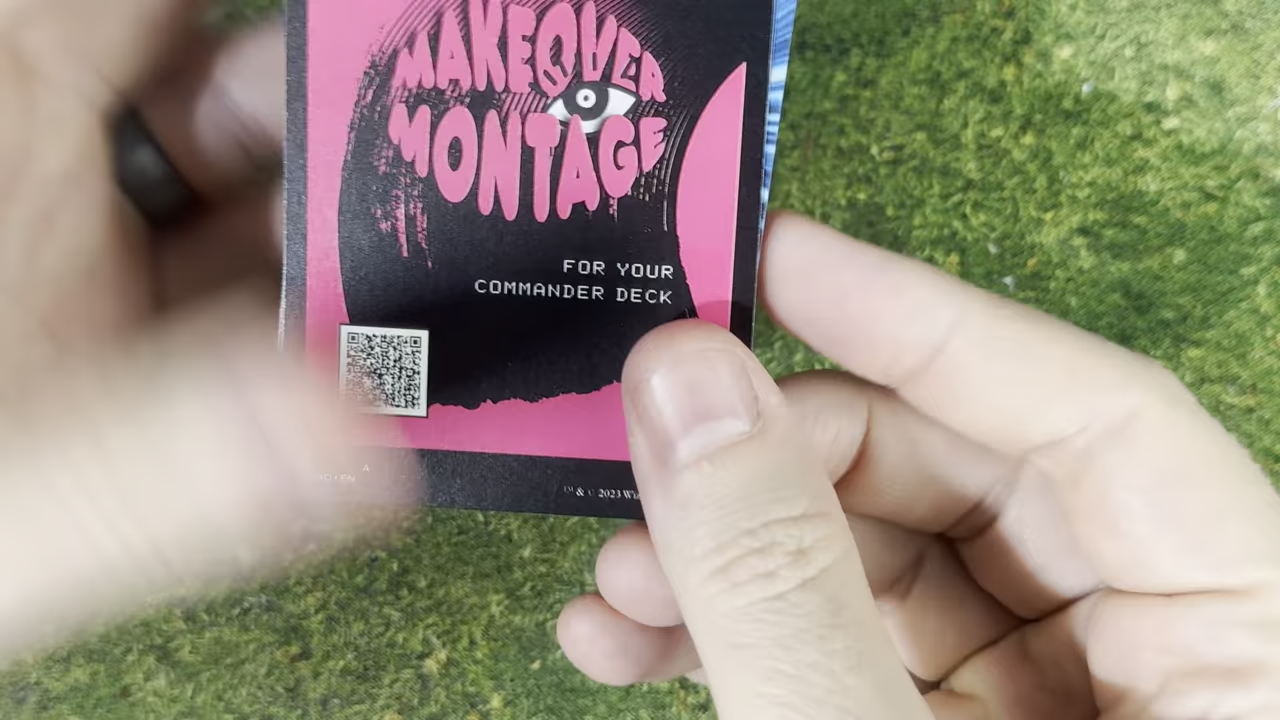 MAKEOVER
MONTAGE
FOR YOUR
COMMANDER DECK
A
™ & © 2023